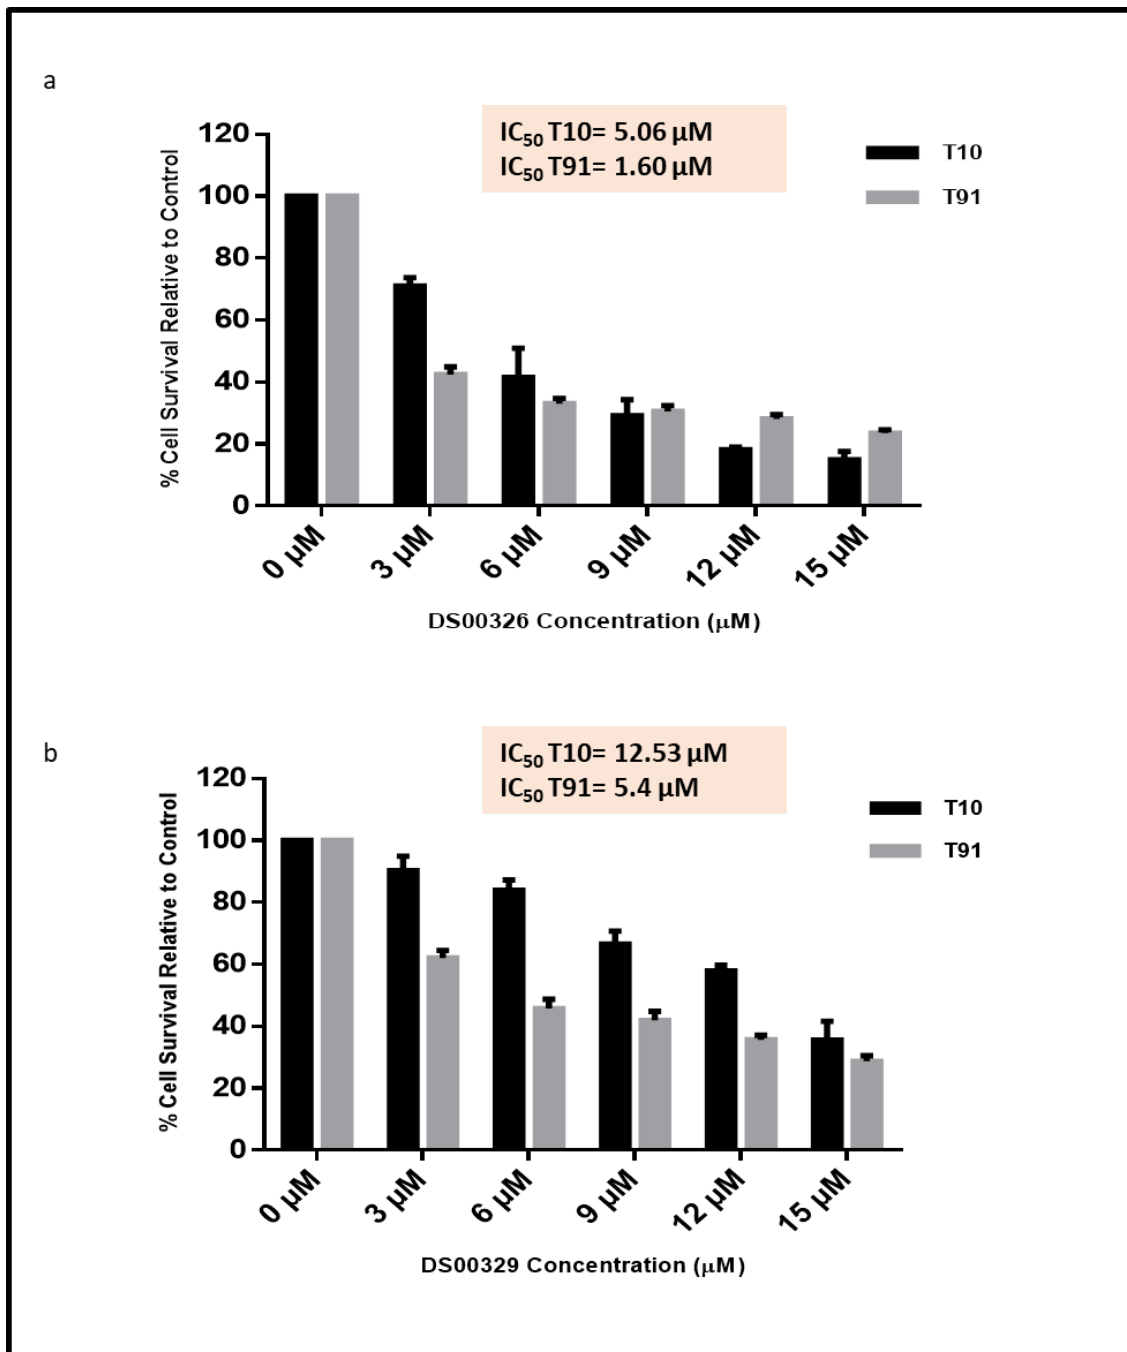 a
IC50 T10= 5.06 µM
IC50 T91= 1.60 µM
T10
T91
% Cell Survival Relative to Control
120
100
80
60
40
20
0
0 µM
3 µM
6 µM
9 µM
12 µM
15 µM
DS00326 Concentration (µM)
b
IC50 T10= 12.53 µM
IC50 T91= 5.4 µM
T10
T91
% Cell Survival Relative to Control
120
100
80
60
40
20
0
0 µM
3 µM
6 µM
9 µM
12 µM
15 µM
DS00329 Concentration (µM)